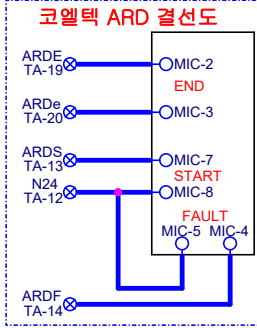 코엘텍 ARD 결선도
ARDE
TA-19
MIC-2
END
ARDe
TA-20
MIC-3
ARDS
TA-13
MIC-7
START
N24
TA-12
MIC-8
FAULT
MIC-5 MIC-4
ARDF
TA-14